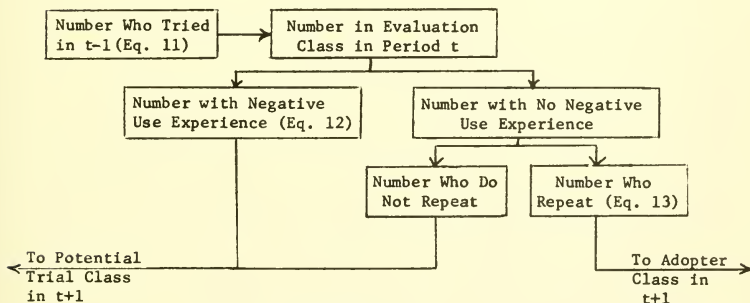 Number Who Tried
in t-1(Eq. 11)
Number in Evaluation
Class in Period t
Number with Negative
Use Experience (Eq. 12)
Number with No Negative
Use Experience
Number Who Do
Not Repeat
Number Who
Repeat (Eq. 13)
To Potential
Trial Class
in t+1
To Adopter
Class in
t+1